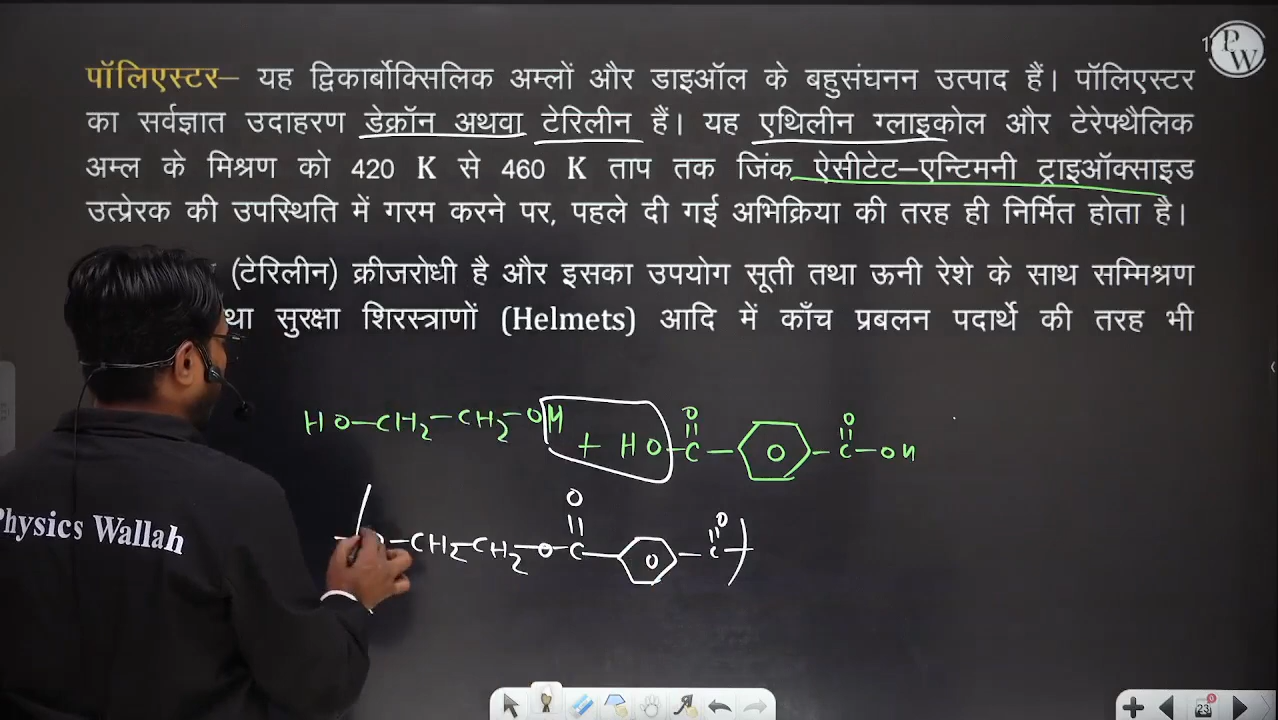 पॉलिएस्टर– यह द्विकार्बोक्सिलिक अम्लों और डाइऑल के बहुसंघनन उत्पाद हैं। पॉलिएस्टर
का सर्वज्ञात उदाहरण डेक्रॉन अथवा टेरिलीन हैं। यह एथिलीन ग्लाइकोल और टेरेफ्थैलिक
अम्ल के मिश्रण को 420 K से 460 K ताप तक जिंक ऐसीटेट–एन्टिमनी ट्राइऑक्साइड
उत्प्रेरक की उपस्थिति में गरम करने पर, पहले दी गई अभिक्रिया की तरह ही निर्मित होता है।
(टेरिलीन) क्रीजरोधी है और इसका उपयोग सूती तथा ऊनी रेशे के साथ सम्मिश्रण
सुरक्षा शिरस्त्राणों (Helmets) आदि में काँच प्रबलन पदार्थे की तरह भी
HO–CH2–CH2–OH + HO–C(=O)–⌬–C(=O)–OH
–CH2–CH2–O–C(=O)–⌬–C(=O)–)
Physics Wallah
PW
23